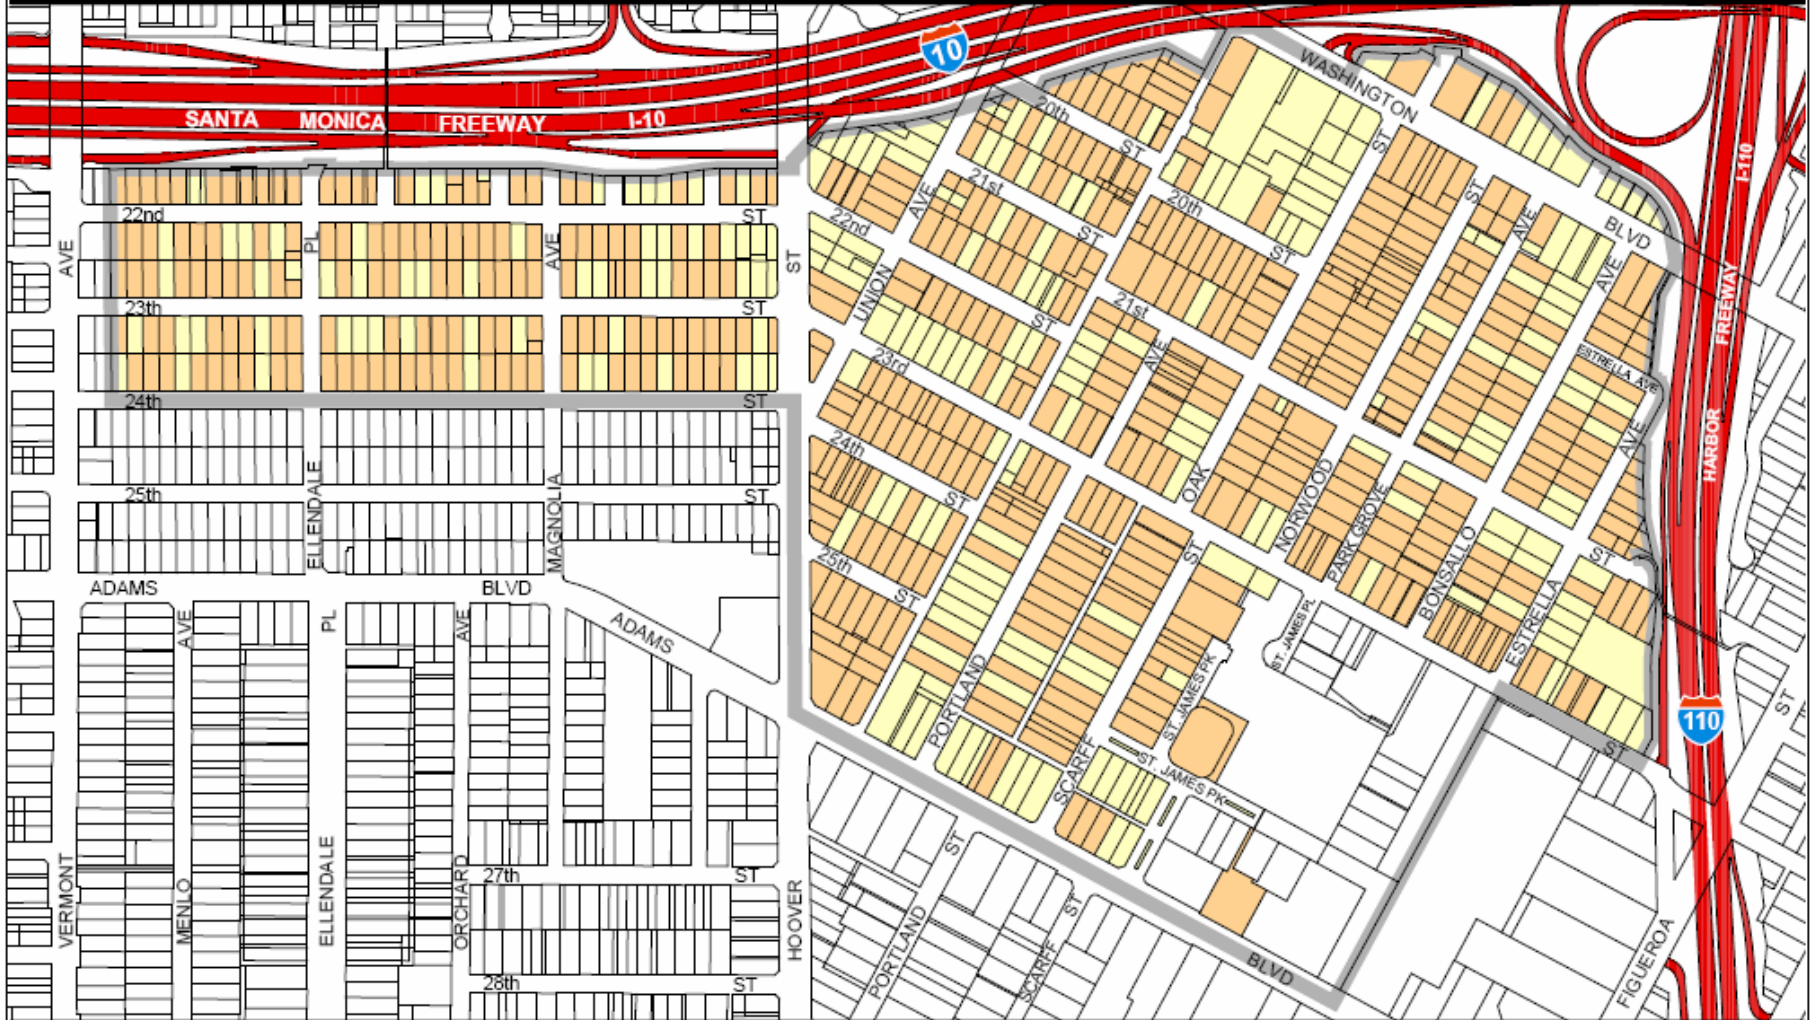 10
WASHINGTON
SANTA MONICA FREEWAY I-10
20th
ST
ST
I-110
21st
AVE
20th
ST
AVE
22nd
ST
22nd
ST
BLVD
AVE
PL
AVE
ST
ST
ST
AVE
UNION
FREEWAY
23th
ST
21st
ST
AVE
ESTRELLA AVE
23rd
24th
ST
HARBOR
AVE
24th
25th
ST
ELLENDALE
MAGNOLIA
ST
OAK
NORWOOD
PARK GROVE
BONSALLO
ST
25th
ST
ST
ADAMS
BLVD
ESTRELLA
ADAMS
ST. JAMES PL
AVE
PL
AVE
PORTLAND
ST. JAMES PK
110
ST
ST
SCARFF
ST. JAMES PK
VERMONT
MENLO
ELLENDALE
ORCHARD
27th
ST
HOOVER
ST
ST
PORTLAND
SCARFF
BLVD
FIGUEROA
28th
ST